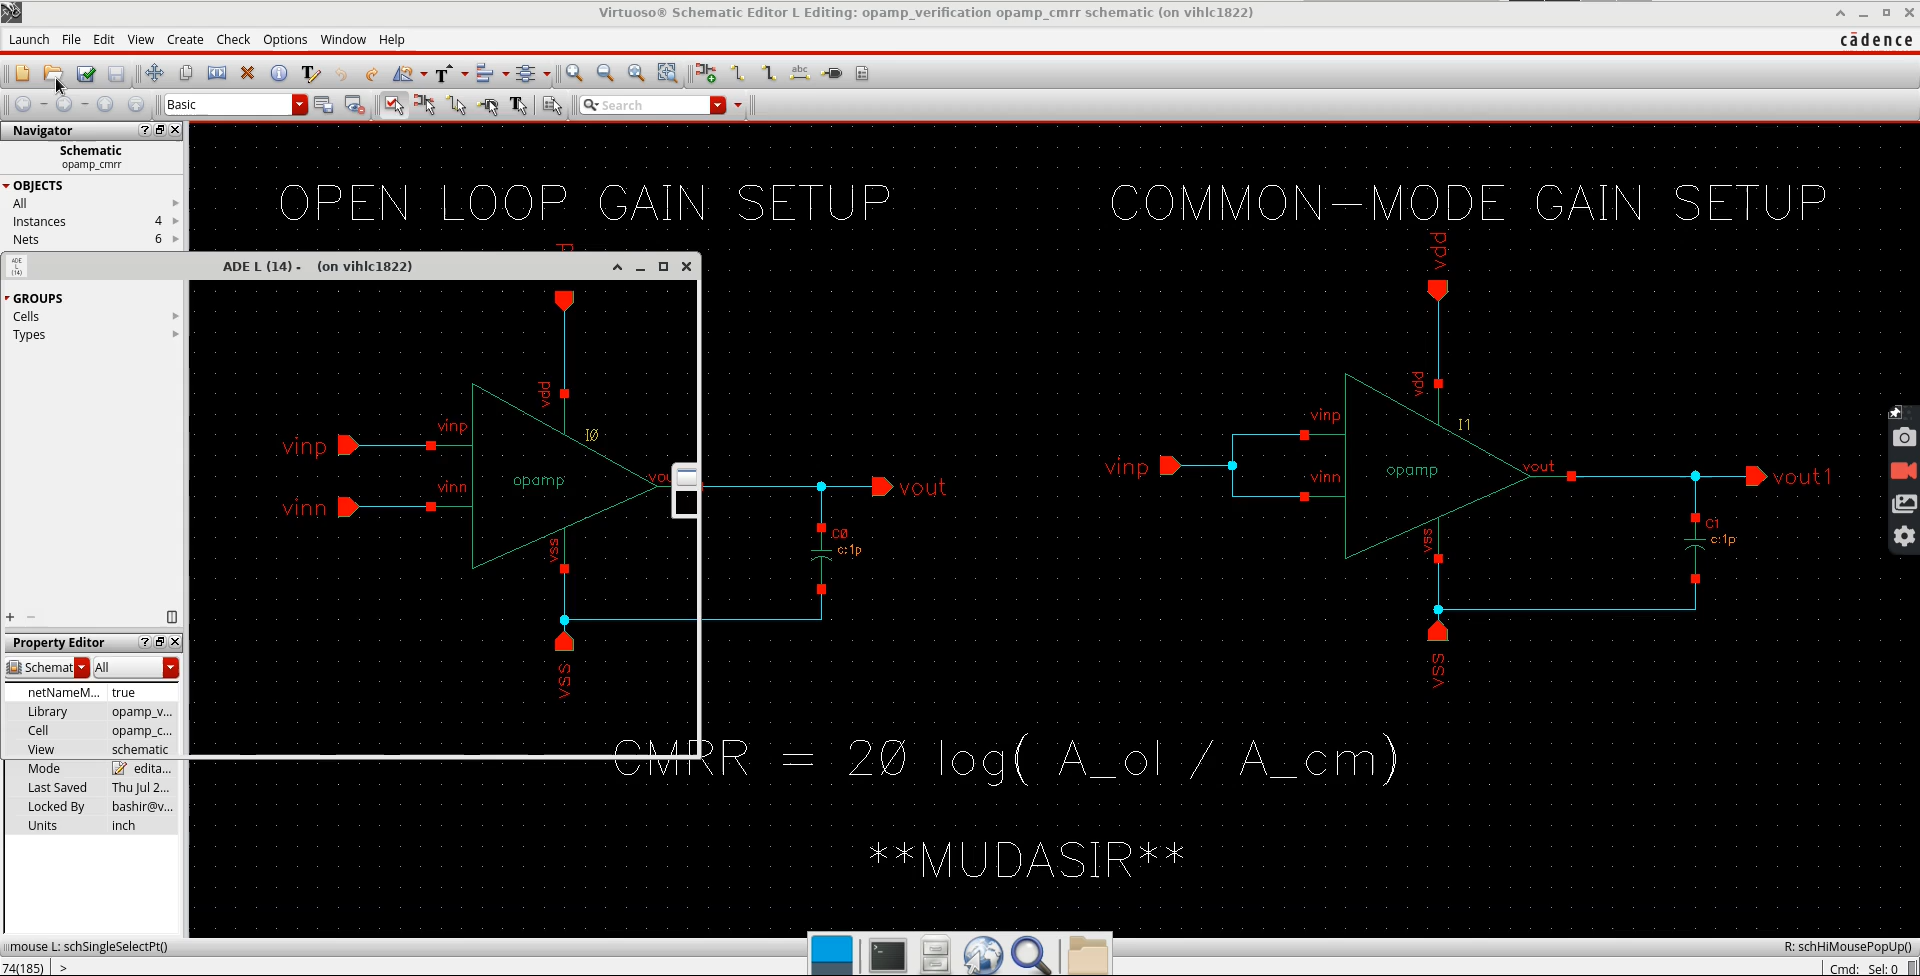 Virtuoso® Schematic Editor L Editing: opamp_verification opamp_cmrr schematic (on vihlc1822)
Launch File Edit View Create Check Options Window Help
cādence
abc
Basic
Search
Navigator
Schematic
opamp_cmrr
OBJECTS
All
Instances 4
Nets 6
ADE L (14) - (on vihlc1822)
GROUPS
Cells
Types
Property Editor
Schemat All
netNameM... true
Library opamp_v...
Cell opamp_c...
View schematic
Mode edita...
Last Saved Thu Jul 2...
Locked By bashir@v...
Units inch
OPEN LOOP GAIN SETUP
vdd
vinp
vinn
vinp
vinn
I0
opamp
vou
vout
vss
C0
c:1p
vss
COMMON-MODE GAIN SETUP
vdd
vdd
vinp
vinp
vinn
I1
opamp
vout
vout1
vss
C1
c:1p
vss
CMRR = 20 log( A_ol / A_cm)
**MUDASIR**
mouse L: schSingleSelectPt()
R: schHiMousePopUp()
74(185) >
Cmd: Sel: 0